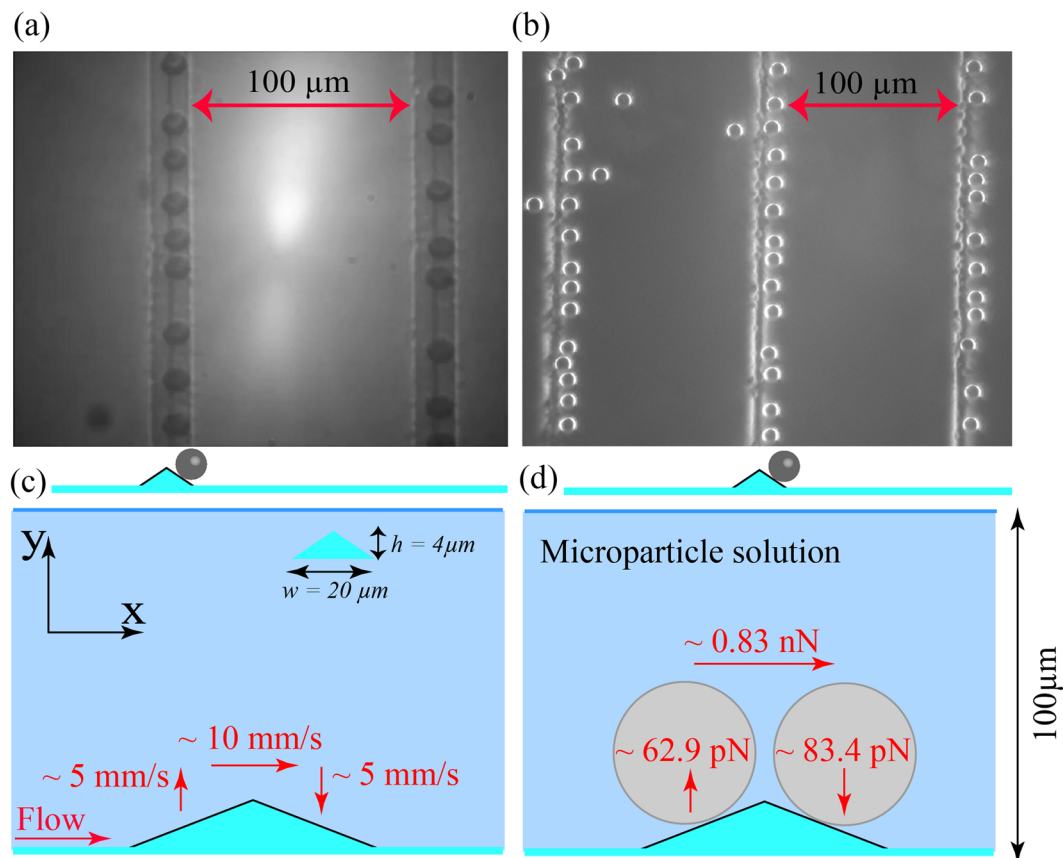 (a)
(b)
100 µm
100 µm
(c)
(d)
y
x
h = 4µm
w = 20 µm
Microparticle solution
~ 0.83 nN
~ 10 mm/s
~ 5 mm/s
~ 5 mm/s
~ 62.9 pN
~ 83.4 pN
Flow
100µm